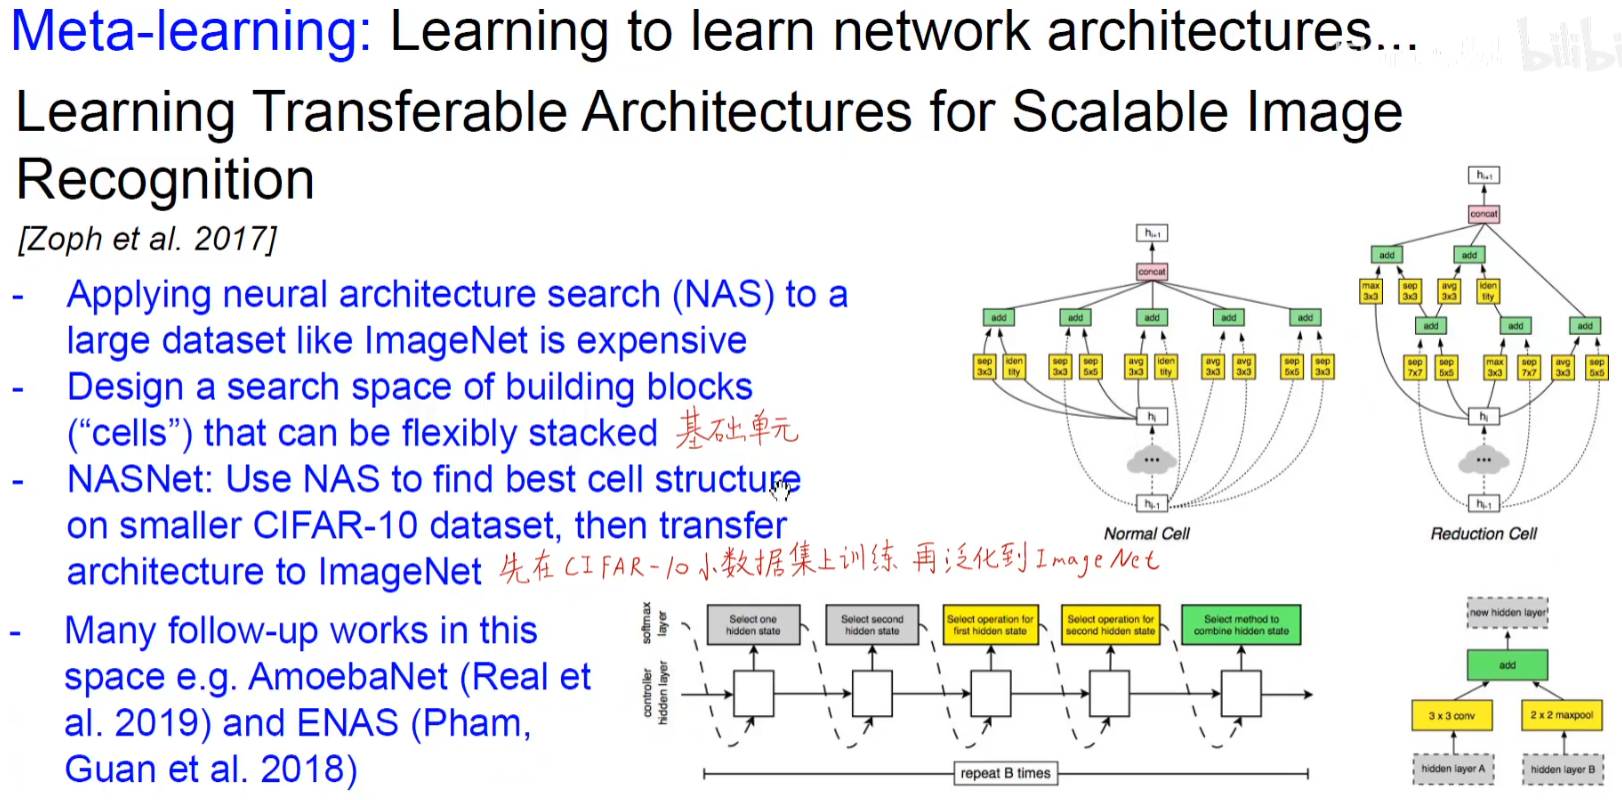 Meta-learning: Learning to learn network architectures...
Learning Transferable Architectures for Scalable Image
Recognition
[Zoph et al. 2017]
- Applying neural architecture search (NAS) to a
large dataset like ImageNet is expensive
- Design a search space of building blocks
(“cells”) that can be flexibly stacked 基础单元
- NASNet: Use NAS to find best cell structure
on smaller CIFAR-10 dataset, then transfer
architecture to ImageNet 先在CIFAR-10小数据集上训练 再泛化到ImageNet
- Many follow-up works in this
space e.g. AmoebaNet (Real et
al. 2019) and ENAS (Pham,
Guan et al. 2018)
hi+1
concat
add add add add add
sep 3x3 iden tity sep 3x3 sep 5x5 avg 3x3 iden tity avg 3x3 avg 3x3 sep 5x5 sep 3x3
hi
...
hi-1
Normal Cell
hi+1
concat
add add
max 3x3 sep 3x3 avg 3x3 iden tity
add add add
sep 7x7 sep 5x5 max 3x3 sep 7x7 avg 3x3 sep 5x5
hi
...
hi-1
Reduction Cell
softmax layer
Select one hidden state
Select second hidden state
Select operation for first hidden state
Select operation for second hidden state
Select method to combine hidden state
controller hidden layer
repeat B times
new hidden layer
add
3 x 3 conv
2 x 2 maxpool
hidden layer A
hidden layer B